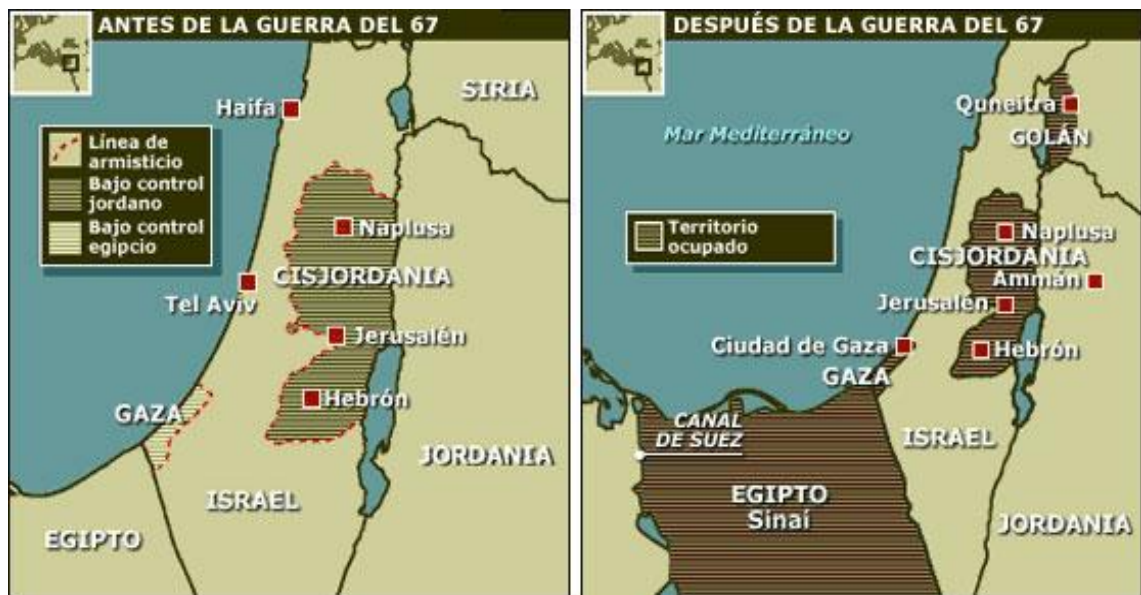 ANTES DE LA GUERRA DEL 67
SIRIA
Haifa
Línea de
armisticio
Bajo control
jordano
Bajo control
egipcio
Naplusa
CISJORDANIA
Tel Aviv
Jerusalén
Hebrón
GAZA
JORDANIA
ISRAEL
EGIPTO
DESPUÉS DE LA GUERRA DEL 67
Quneitra
Mar Mediterráneo
GOLÁN
Territorio
ocupado
Naplusa
CISJORDANIA
Ammán
Jerusalén
Ciudad de Gaza
Hebrón
GAZA
CANAL
DE SUEZ
ISRAEL
EGIPTO
Sinaí
JORDANIA